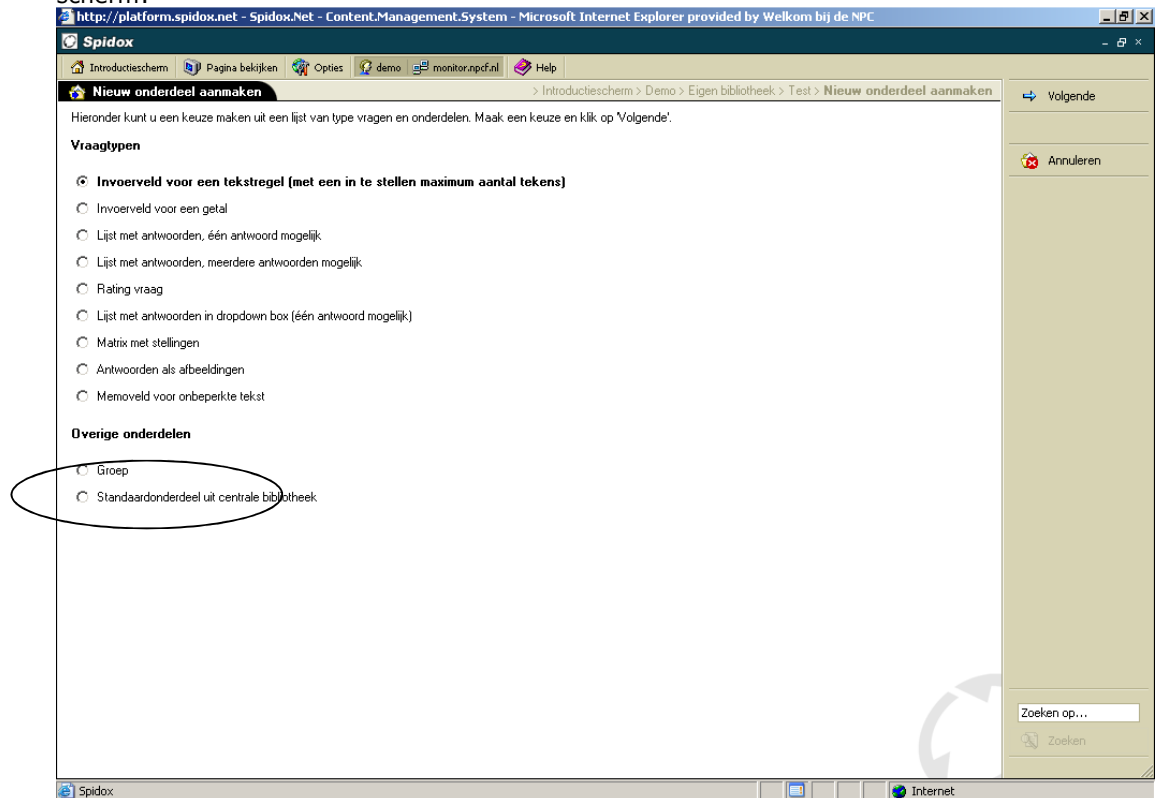 scherm:
http://platform.spidox.net - Spidox.Net - Content.Management.System - Microsoft Internet Explorer provided by Welkom bij de NPC
Spidox
Introductiescherm Pagina bekijken Opties demo monitor.npcf.nl Help
Nieuw onderdeel aanmaken > Introductiescherm > Demo > Eigen bibliotheek > Test > Nieuw onderdeel aanmaken
Volgende
Hieronder kunt u een keuze maken uit een lijst van type vragen en onderdelen. Maak een keuze en klik op 'Volgende'.
Vraagtypen
Annuleren
Invoerveld voor een tekstregel (met een in te stellen maximum aantal tekens)
Invoerveld voor een getal
Lijst met antwoorden, één antwoord mogelijk
Lijst met antwoorden, meerdere antwoorden mogelijk
Rating vraag
Lijst met antwoorden in dropdown box (één antwoord mogelijk)
Matrix met stellingen
Antwoorden als afbeeldingen
Memoveld voor onbeperkte tekst
Overige onderdelen
Groep
Standaardonderdeel uit centrale bibliotheek
Zoeken op...
Zoeken
Spidox Internet